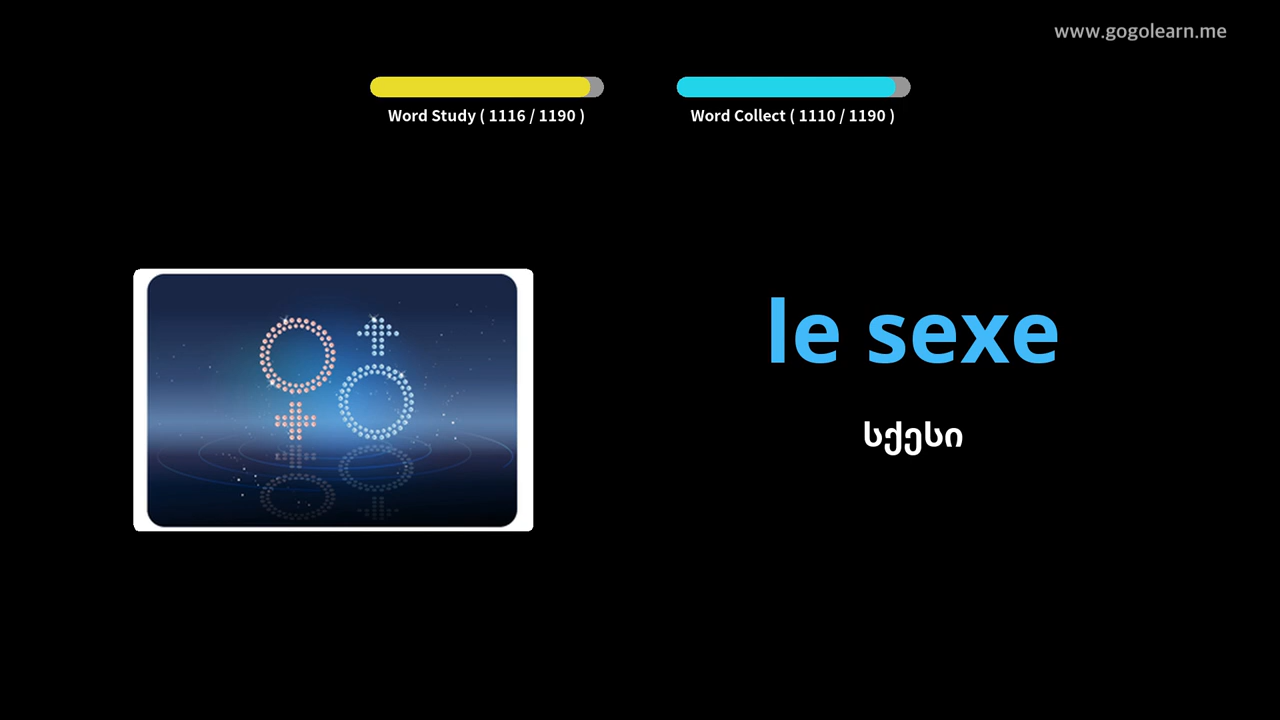 www.gogolearn.me
Word Study ( 1116 / 1190 )
Word Collect ( 1110 / 1190 )
le sexe
სქესი